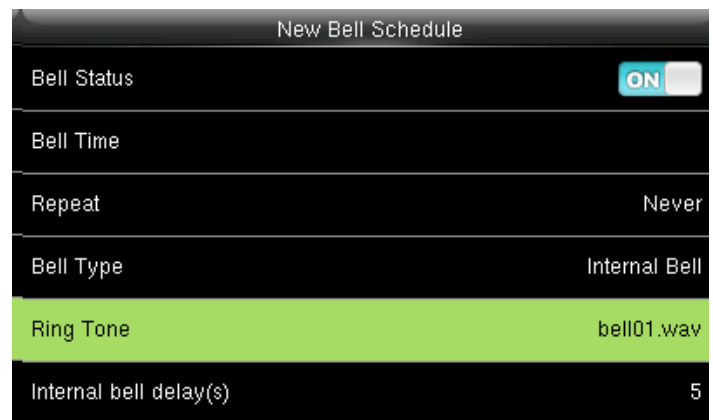 New Bell Schedule
Bell Status ON
Bell Time
Repeat Never
Bell Type Internal Bell
Ring Tone bell01.wav
Internal bell delay(s) 5